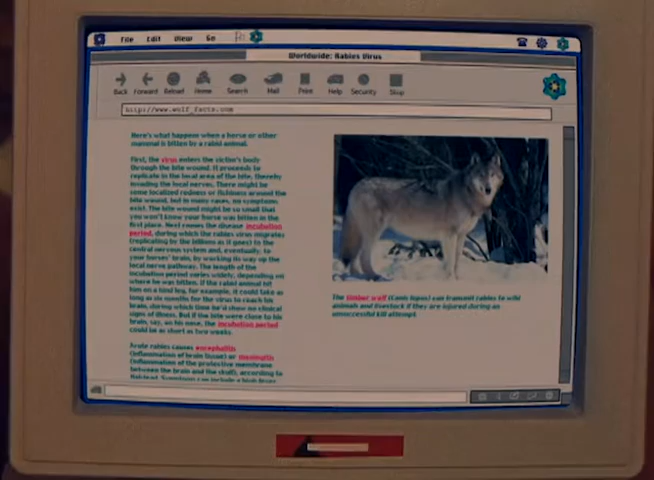 File Edit View Go
Worldwide: Rabies Virus
Back Forward Reload Home Search Mail Print Help Security Stop
http://www.wolf_facts.com
Here's what happen when a horse or other
mammal is bitten by a rabid animal.
First, the virus enters the victim's body
through the bite wound. It proceeds to
replicate in the local area of the bite, thereby
invading the local nerves. There might be
some localized redness or itchiness around the
bite wound, but in many cases, no symptoms
exist. The bite wound might be so small that
you won't know your horse was bitten in the
first place. Next comes the disease incubation
period, during which the rabies virus migrates
(replicating by the billions as it goes) to the
central nervous system and, eventually, to
your horses' brain, by working its way up the
local nerve pathway. The length of the
incubation period varies widely, depending on
where he was bitten. If the rabid animal bit
him on a hind leg, for example, it could take as
long as six months for the virus to reach his
brain, during which time he'd show no clinical
signs of illness. But if the bite were close to his
brain, say, on his nose, the incubation period
could be as short as two weeks.
Acute rabies causes encephalitis
(inflammation of brain tissue) or meningitis
(inflammation of the protective membrane
between the brain and the skull), according to
Symptoms can include a high fever
The timber wolf (Canis lupus) can transmit rabies to wild
animals and livestock if they are injured during an
unsuccessful kill attempt.